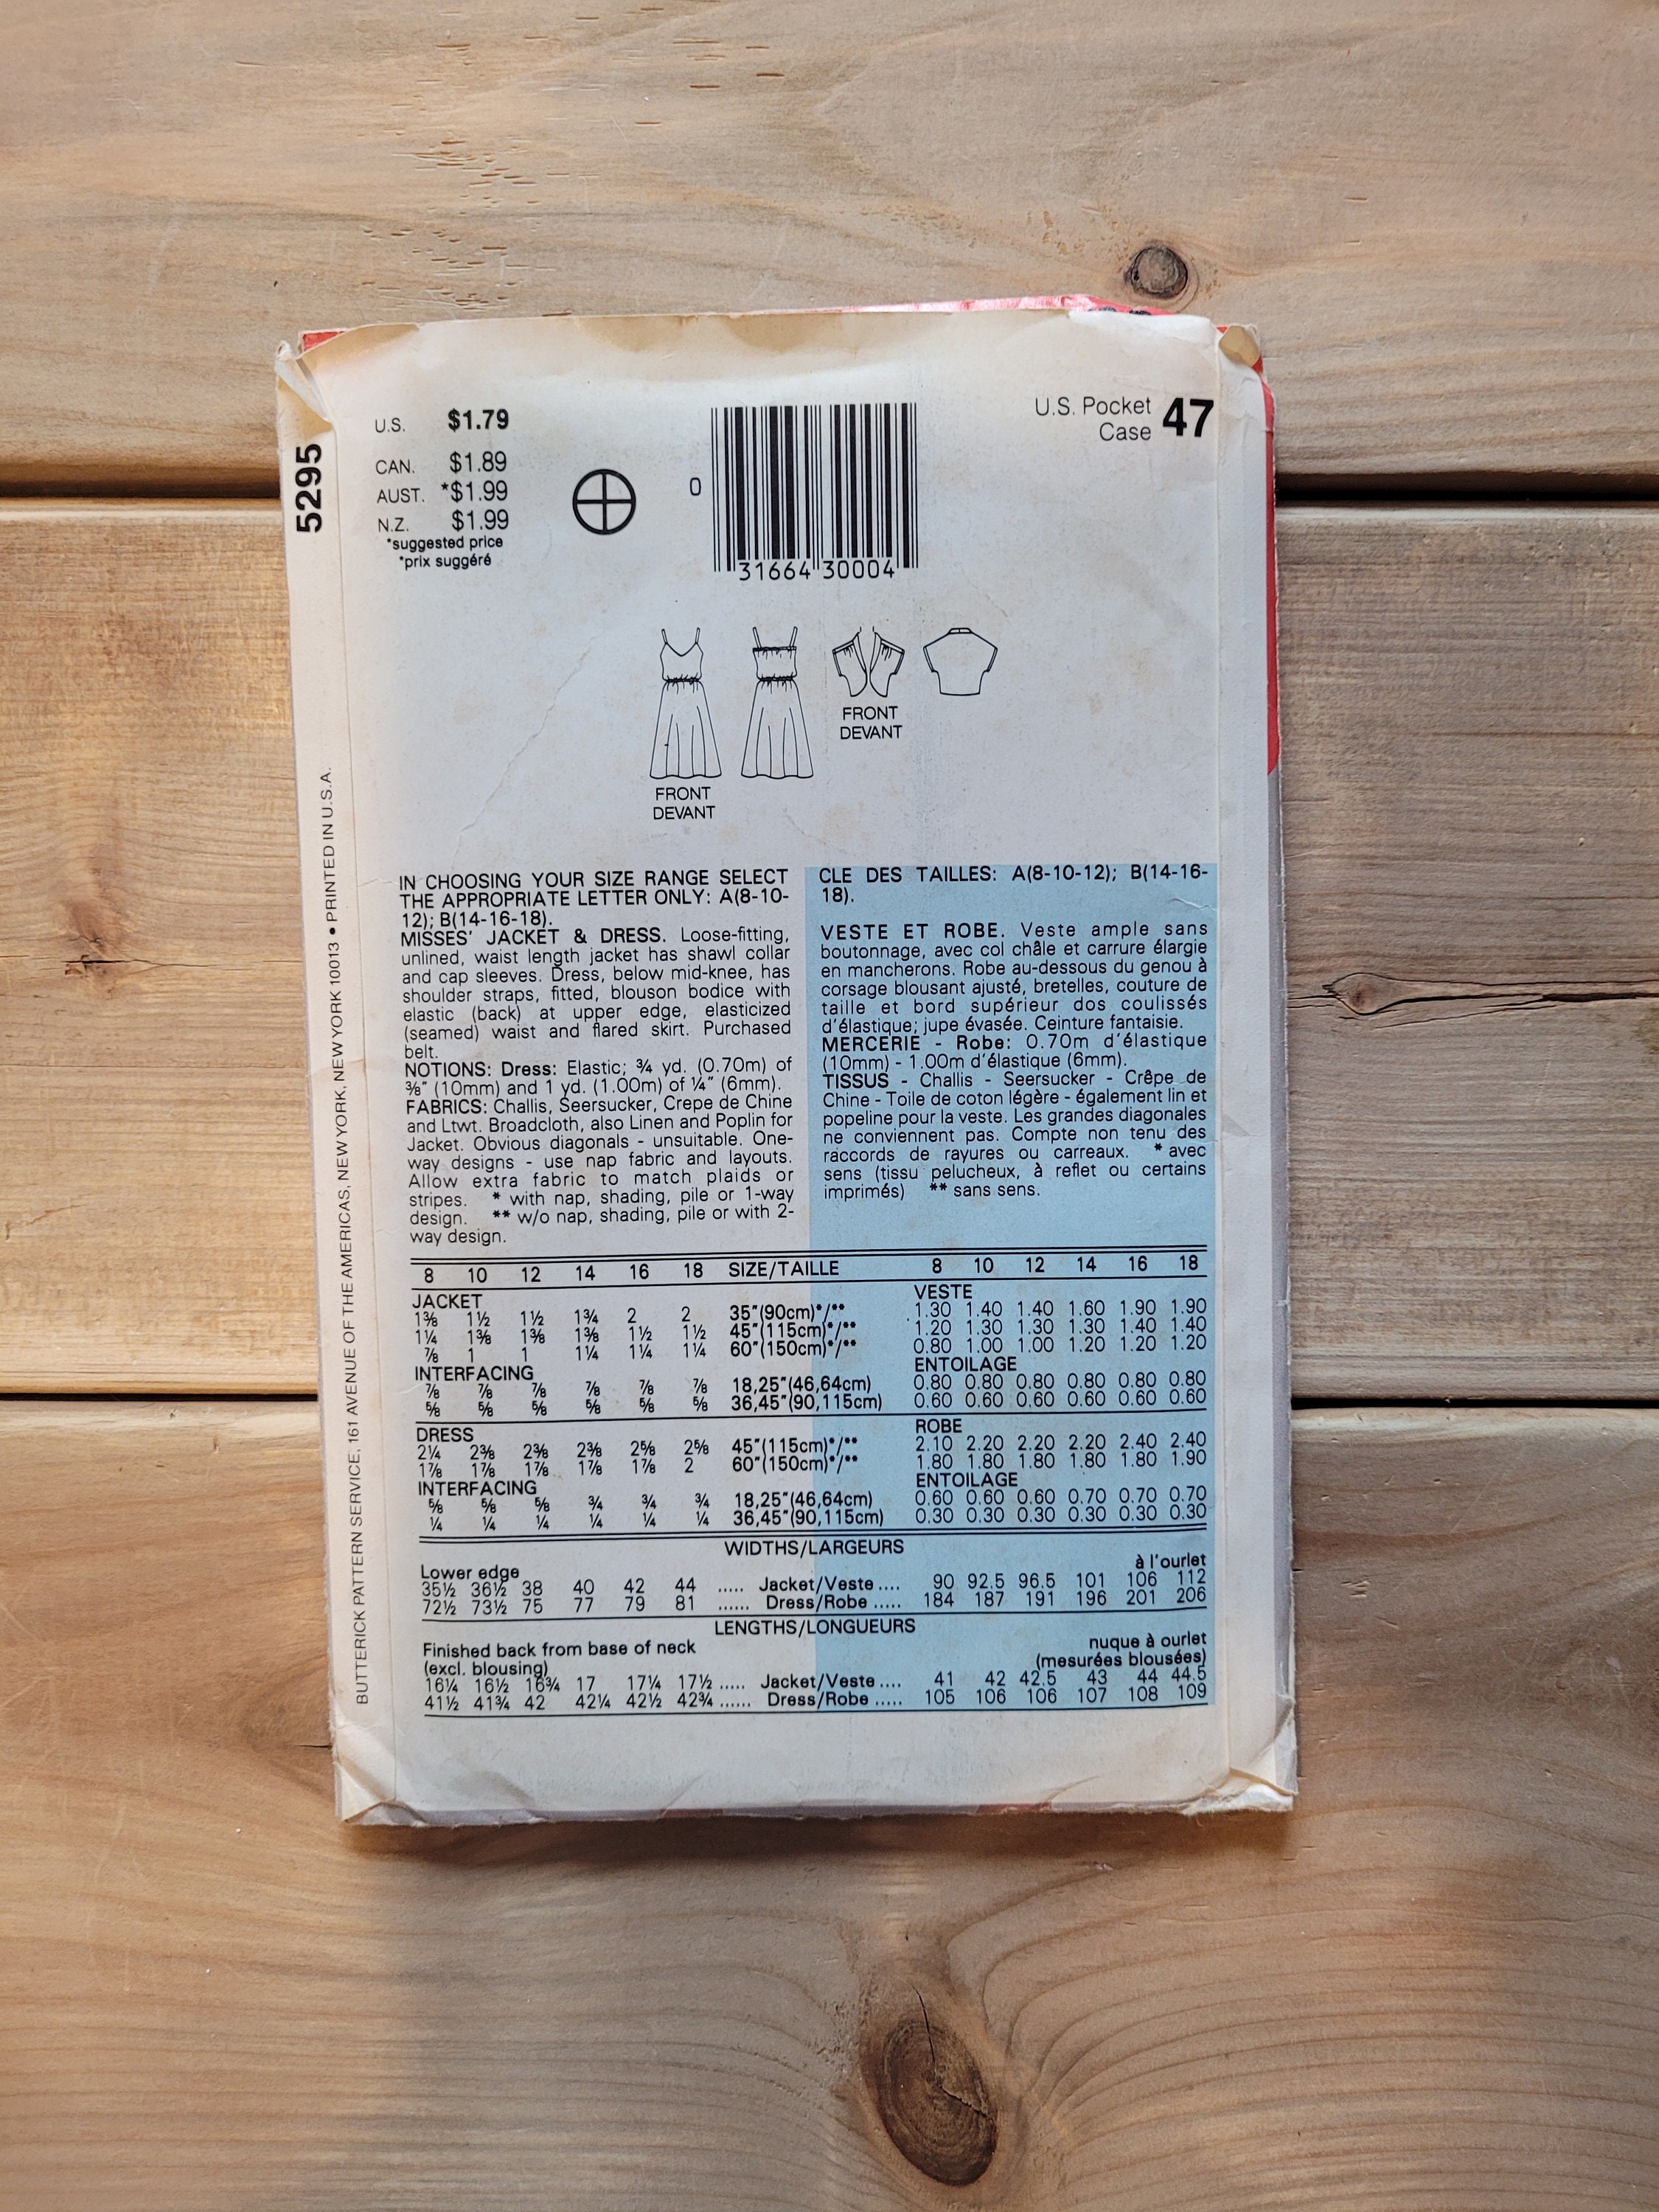 5295
U.S. $1.79
CAN. $1.89
AUST. *$1.99
N.Z. $1.99
*suggested price
*prix suggéré
0
31664 30004
U.S. Pocket
Case 47
FRONT
DEVANT
FRONT
DEVANT
BUTTERICK PATTERN SERVICE, 161 AVENUE OF THE AMERICAS, NEW YORK, NEW YORK 10013 • PRINTED IN U.S.A.
IN CHOOSING YOUR SIZE RANGE SELECT
THE APPROPRIATE LETTER ONLY: A(8-10-
12); B(14-16-18).
MISSES' JACKET & DRESS. Loose-fitting,
unlined, waist length jacket has shawl collar
and cap sleeves. Dress, below mid-knee, has
shoulder straps, fitted, blouson bodice with
elastic (back) at upper edge, elasticized
(seamed) waist and flared skirt. Purchased
belt.
NOTIONS: Dress: Elastic; ¾ yd. (0.70m) of
⅜" (10mm) and 1 yd. (1.00m) of ¼" (6mm).
FABRICS: Challis, Seersucker, Crepe de Chine
and Ltwt. Broadcloth, also Linen and Poplin for
Jacket. Obvious diagonals - unsuitable. One-
way designs - use nap fabric and layouts.
Allow extra fabric to match plaids or
stripes. * with nap, shading, pile or 1-way
design. ** w/o nap, shading, pile or with 2-
way design.
CLE DES TAILLES: A(8-10-12); B(14-16-
18).
VESTE ET ROBE. Veste ample sans
boutonnage, avec col châle et carrure élargie
en mancherons. Robe au-dessous du genou à
corsage blousant ajusté, bretelles, couture de
taille et bord supérieur dos coulissés
d'élastique; jupe évasée. Ceinture fantaisie.
MERCERIE - Robe: 0.70m d'élastique
(10mm) - 1.00m d'élastique (6mm).
TISSUS - Challis - Seersucker - Crêpe de
Chine - Toile de coton légère - également lin et
popeline pour la veste. Les grandes diagonales
ne conviennent pas. Compte non tenu des
raccords de rayures ou carreaux. * avec
sens (tissu pelucheux, à reflet ou certains
imprimés) ** sans sens.
8 10 12 14 16 18 SIZE/TAILLE 8 10 12 14 16 18
JACKET VESTE
1⅜ 1½ 1½ 1¾ 2 2 35"(90cm)*/** 1.30 1.40 1.40 1.60 1.90 1.90
1¼ 1⅜ 1⅜ 1⅜ 1½ 1½ 45"(115cm)*/** 1.20 1.30 1.30 1.30 1.40 1.40
⅞ 1 1 1¼ 1¼ 1¼ 60"(150cm)*/** 0.80 1.00 1.00 1.20 1.20 1.20
INTERFACING ENTOILAGE
⅞ ⅞ ⅞ ⅞ ⅞ ⅞ 18,25"(46,64cm) 0.80 0.80 0.80 0.80 0.80 0.80
⅝ ⅝ ⅝ ⅝ ⅝ ⅝ 36,45"(90,115cm) 0.60 0.60 0.60 0.60 0.60 0.60
DRESS ROBE
2¼ 2⅜ 2⅜ 2⅜ 2⅝ 2⅝ 45"(115cm)*/** 2.10 2.20 2.20 2.20 2.40 2.40
1⅞ 1⅞ 1⅞ 1⅞ 1⅞ 2 60"(150cm)*/** 1.80 1.80 1.80 1.80 1.80 1.90
INTERFACING ENTOILAGE
⅝ ⅝ ⅝ ¾ ¾ ¾ 18,25"(46,64cm) 0.60 0.60 0.60 0.70 0.70 0.70
¼ ¼ ¼ ¼ ¼ ¼ 36,45"(90,115cm) 0.30 0.30 0.30 0.30 0.30 0.30
WIDTHS/LARGEURS
Lower edge à l'ourlet
35½ 36½ 38 40 42 44 ..... Jacket/Veste .... 90 92.5 96.5 101 106 112
72½ 73½ 75 77 79 81 ...... Dress/Robe ..... 184 187 191 196 201 206
LENGTHS/LONGUEURS
Finished back from base of neck nuque à ourlet
(excl. blousing) (mesurées blousées)
16¼ 16½ 16¾ 17 17¼ 17½ ..... Jacket/Veste .... 41 42 42.5 43 44 44.5
41½ 41¾ 42 42¼ 42½ 42¾ ...... Dress/Robe ..... 105 106 106 107 108 109